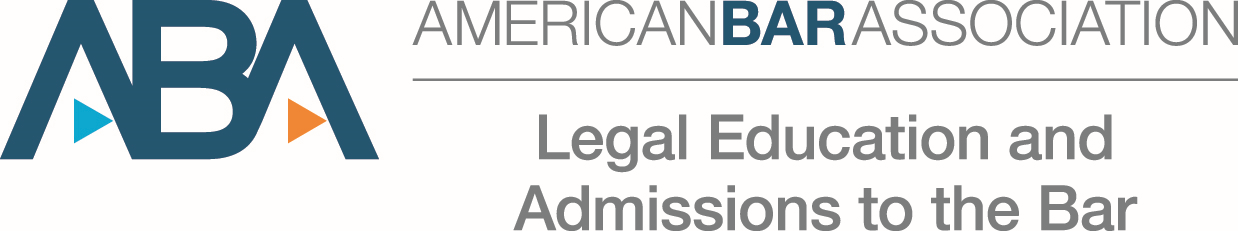 ABA
AMERICANBARASSOCIATION
Legal Education and
Admissions to the Bar